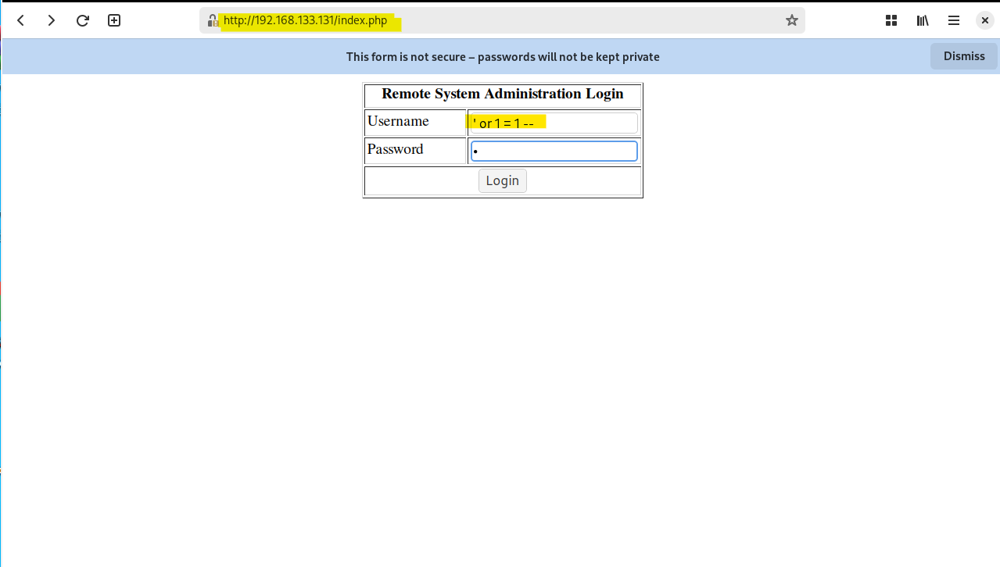 http://192.168.133.131/index.php
This form is not secure – passwords will not be kept private
Dismiss
Remote System Administration Login
Username
' or 1 = 1 --
Password
•
Login